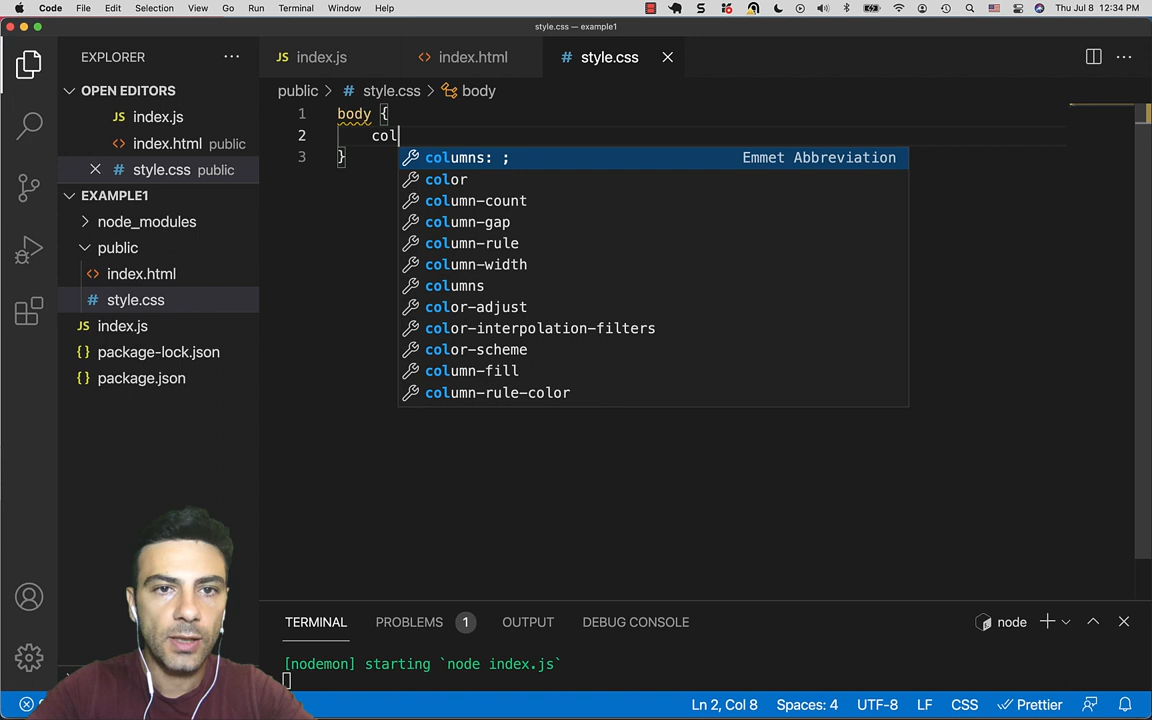 Code File Edit Selection View Go Run Terminal Window Help Thu Jul 8 12:34 PM
style.css — example1
EXPLORER
JS index.js
<> index.html
# style.css
OPEN EDITORS
JS index.js
<> index.html public
# style.css public
EXAMPLE1
node_modules
public
<> index.html
# style.css
JS index.js
{} package-lock.json
{} package.json
public > # style.css > body
1 body {
2 col
3 }
columns: ; Emmet Abbreviation
color
column-count
column-gap
column-rule
column-width
columns
color-adjust
color-interpolation-filters
color-scheme
column-fill
column-rule-color
TERMINAL PROBLEMS 1 OUTPUT DEBUG CONSOLE
node
[nodemon] starting `node index.js`
Ln 2, Col 8 Spaces: 4 UTF-8 LF CSS Prettier